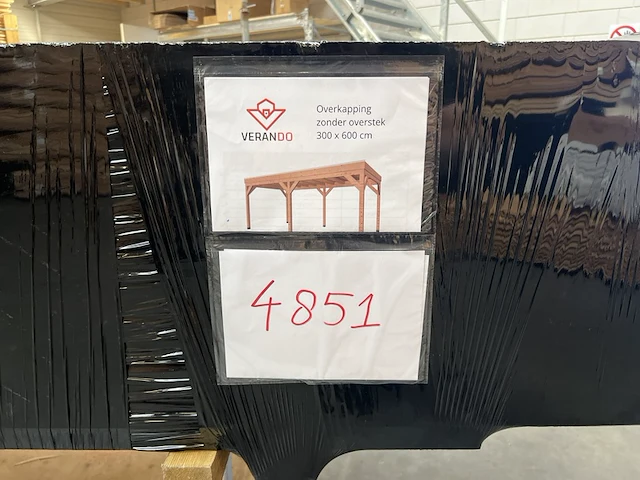 VERANDO
Overkapping
zonder overstek
300 x 600 cm
4851